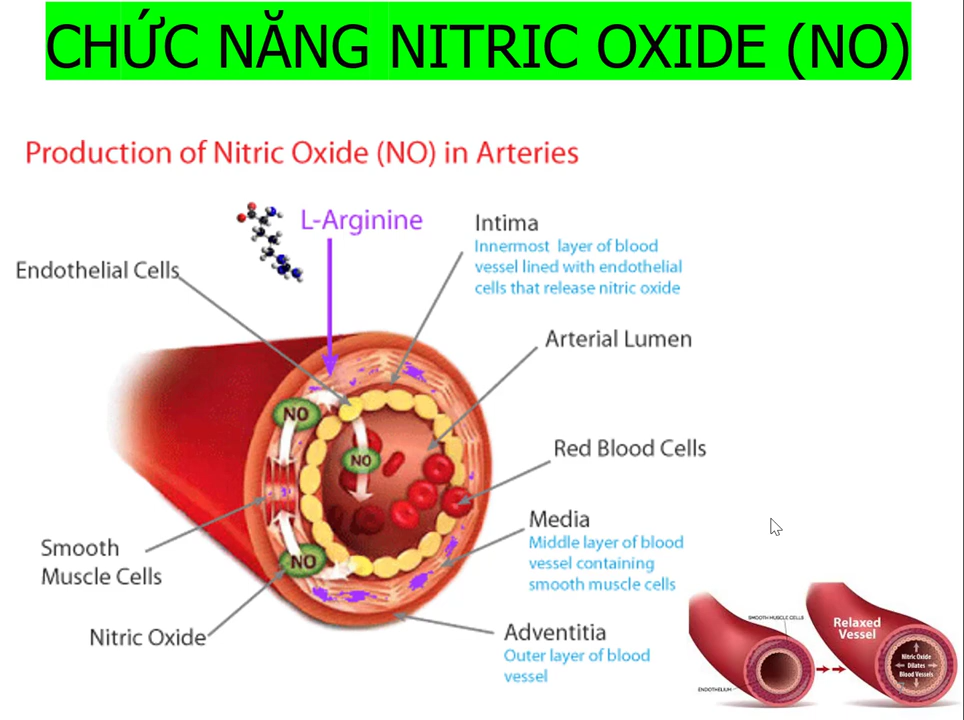 CHỨC NĂNG NITRIC OXIDE (NO)
Production of Nitric Oxide (NO) in Arteries
L-Arginine
Intima
Innermost layer of blood
vessel lined with endothelial
cells that release nitric oxide
Endothelial Cells
Arterial Lumen
NO
NO
Red Blood Cells
Media
Middle layer of blood
vessel containing
smooth muscle cells
Smooth
Muscle Cells
NO
Nitric Oxide
Adventitia
Outer layer of blood
vessel
SMOOTH MUSCLE CELLS
ENDOTHELIUM
Relaxed
Vessel
Nitric Oxide
Dilates
Blood Vessels